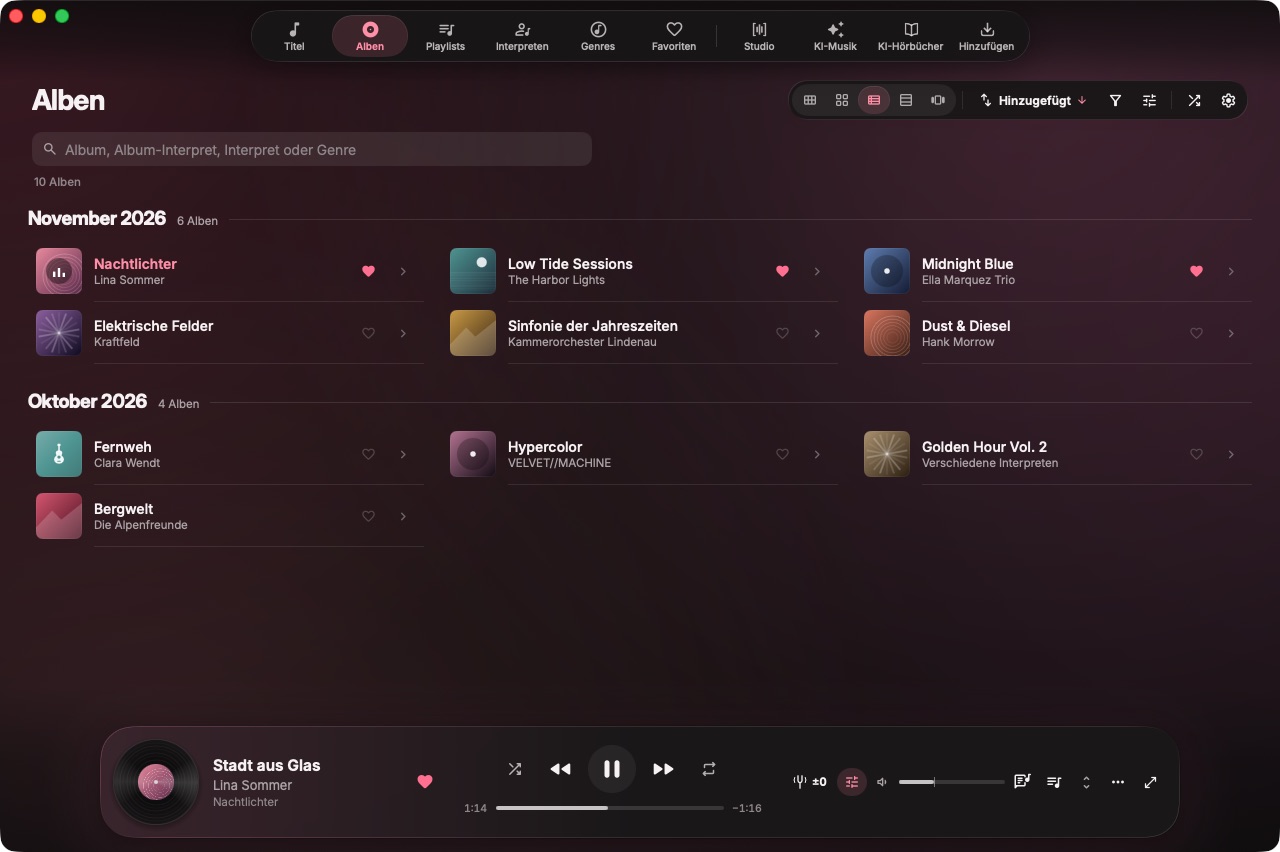 Titel
Alben
Playlists
Interpreten
Genres
Favoriten
Studio
KI-Musik
KI-Hörbücher
Hinzufügen
Alben
Hinzugefügt
Album, Album-Interpret, Interpret oder Genre
10 Alben
November 2026 6 Alben
Nachtlichter
Lina Sommer
Low Tide Sessions
The Harbor Lights
Midnight Blue
Ella Marquez Trio
Elektrische Felder
Kraftfeld
Sinfonie der Jahreszeiten
Kammerorchester Lindenau
Dust & Diesel
Hank Morrow
Oktober 2026 4 Alben
Fernweh
Clara Wendt
Hypercolor
VELVET//MACHINE
Golden Hour Vol. 2
Verschiedene Interpreten
Bergwelt
Die Alpenfreunde
Stadt aus Glas
Lina Sommer
Nachtlichter
1:14
−1:16
±0